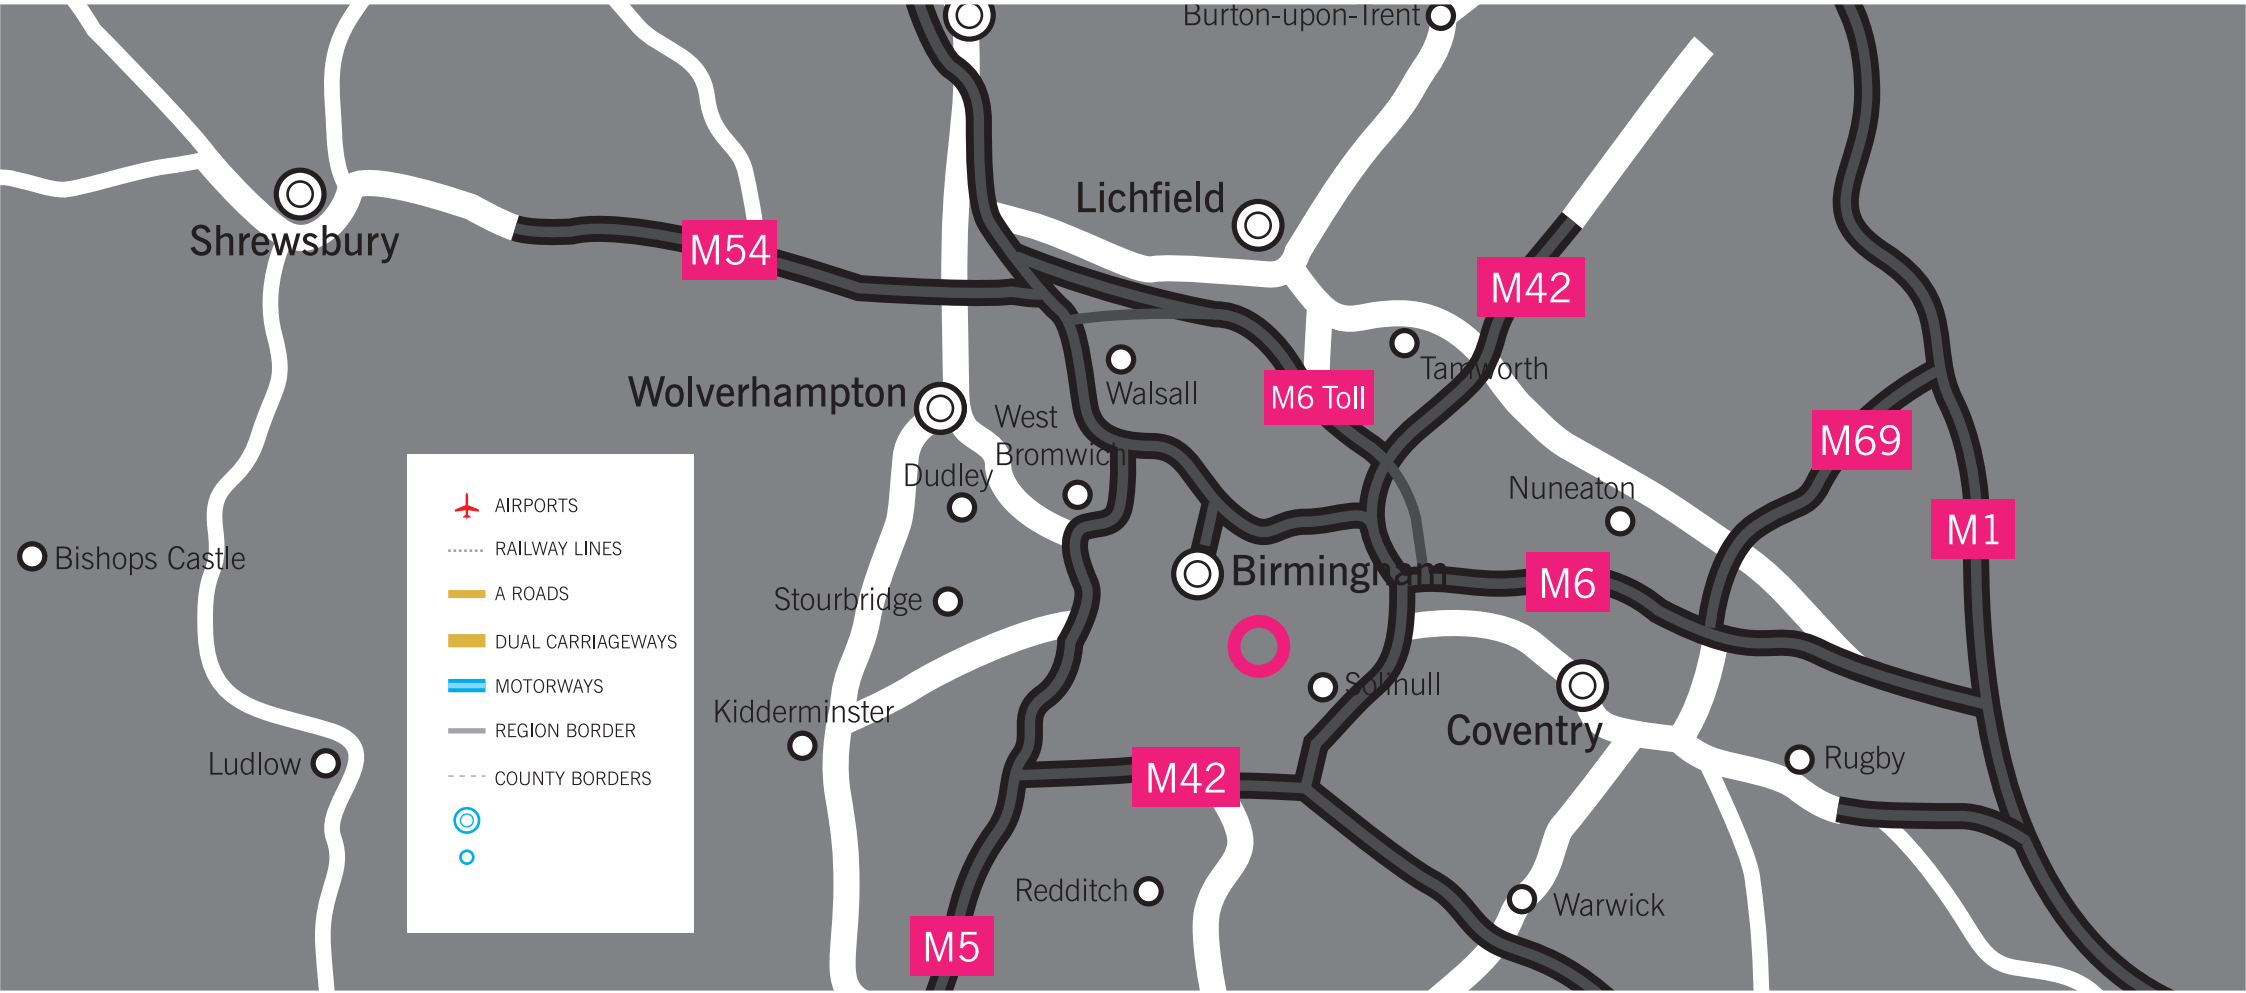 Burton-upon-Trent
Lichfield
Shrewsbury
M54
M42
Tamworth
Walsall
M6 Toll
Wolverhampton
West
Bromwich
M69
Dudley
Nuneaton
M1
AIRPORTS
RAILWAY LINES
A ROADS
DUAL CARRIAGEWAYS
MOTORWAYS
REGION BORDER
COUNTY BORDERS
Bishops Castle
Birmingham
M6
Stourbridge
Solihull
Kidderminster
Coventry
Ludlow
M42
Rugby
Redditch
Warwick
M5